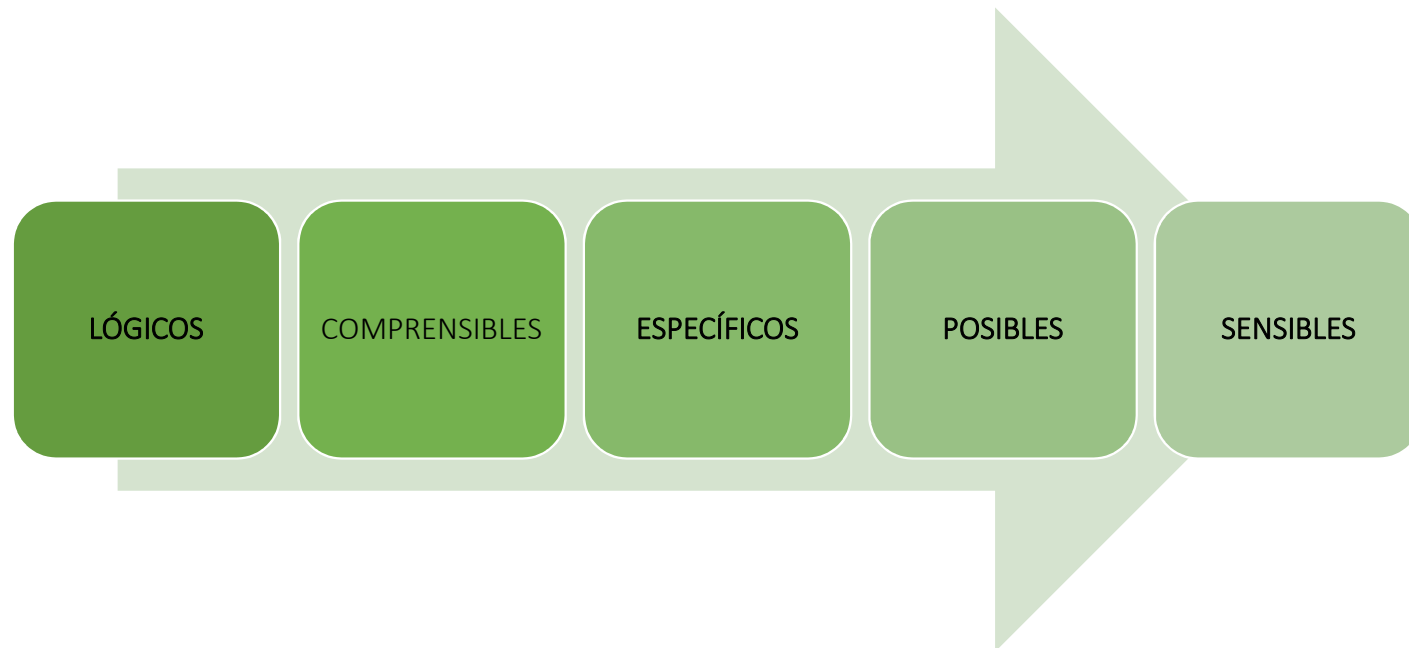 LÓGICOS
COMPRENSIBLES
ESPECÍFICOS
POSIBLES
SENSIBLES